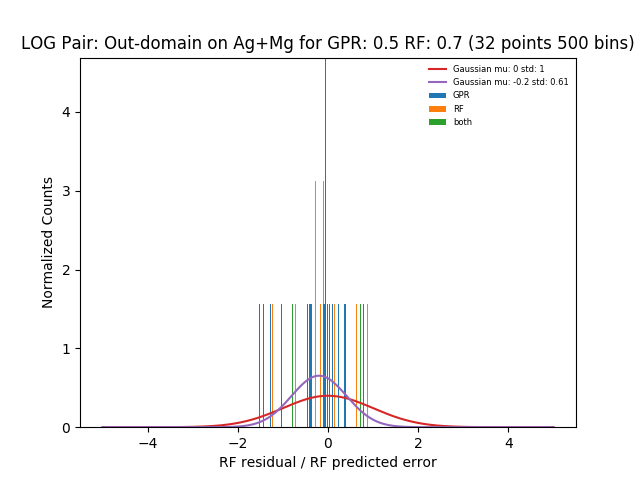 LOG Pair: Out-domain on Ag+Mg for GPR: 0.5 RF: 0.7 (32 points 500 bins)
Gaussian mu: 0 std: 1
Gaussian mu: -0.2 std: 0.61
GPR
RF
both
4
3
2
1
0
Normalized Counts
−4
−2
0
2
4
RF residual / RF predicted error